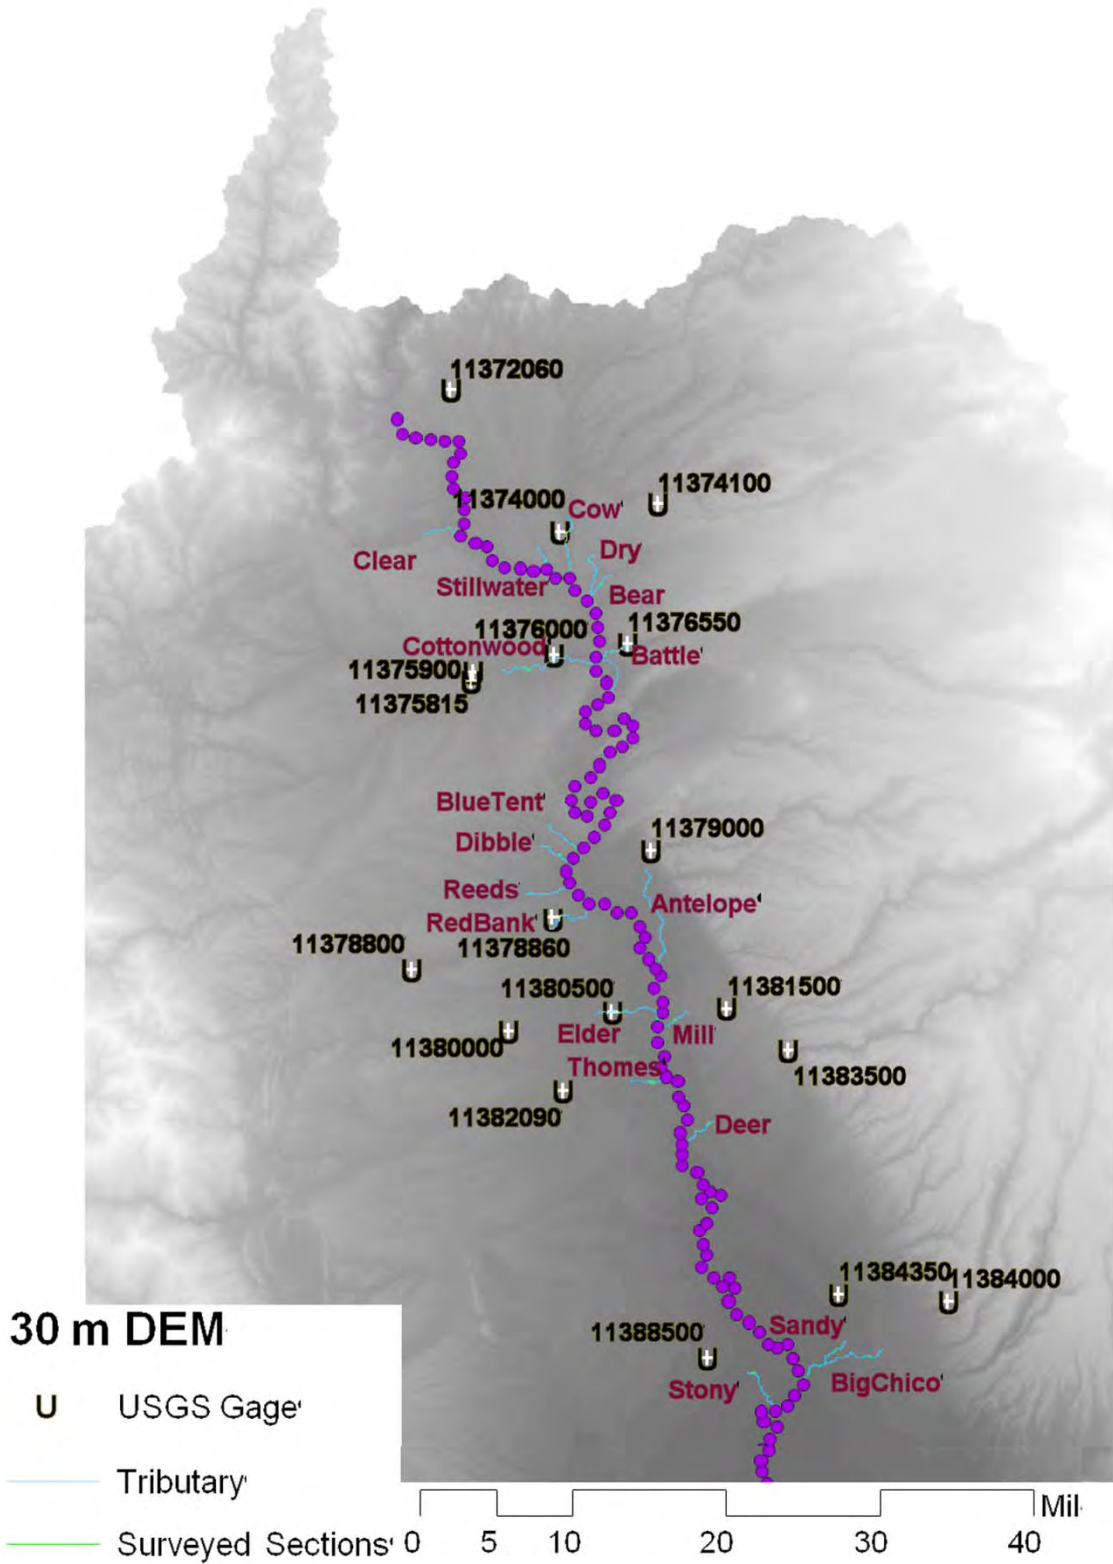 11372060
11374100
11374000
Cow
Dry
Clear
Stillwater
Bear
11376550
11376000
Cottonwood
Battle
11375900
11375815
BlueTent
11379000
Dibble
Reeds
Antelope
RedBank
11378860
11378800
11380500
11381500
Elder
Mill
11380000
Thomes
11383500
11382090
Deer
11384350
11384000
Sandy
11388500
Stony
BigChico
30 m DEM
U USGS Gage
Tributary
Surveyed Sections
0 5 10 20 30 40
Mil